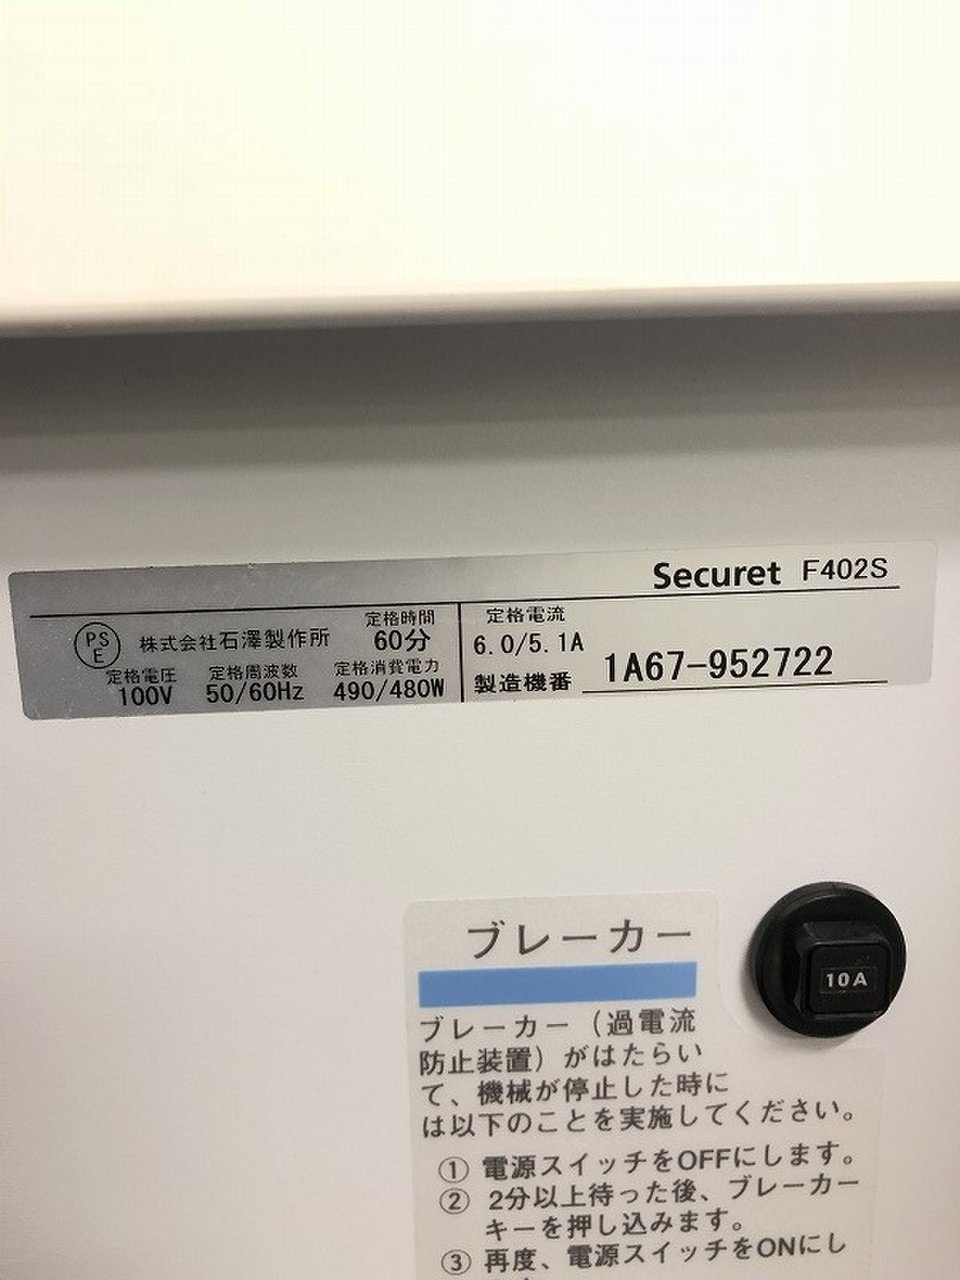 Securet F402S
PS
E
株式会社石澤製作所
定格時間
60分
定格電圧
100V
定格周波数
50/60Hz
定格消費電力
490/480W
定格電流
6.0/5.1A
製造機番 1A67-952722
10A
ブレーカー
ブレーカー（過電流
防止装置）がはたらい
て、機械が停止した時に
は以下のことを実施してください。
① 電源スイッチをOFFにします。
② 2分以上待った後、ブレーカー
キーを押し込みます。
③ 再度、電源スイッチをONにし